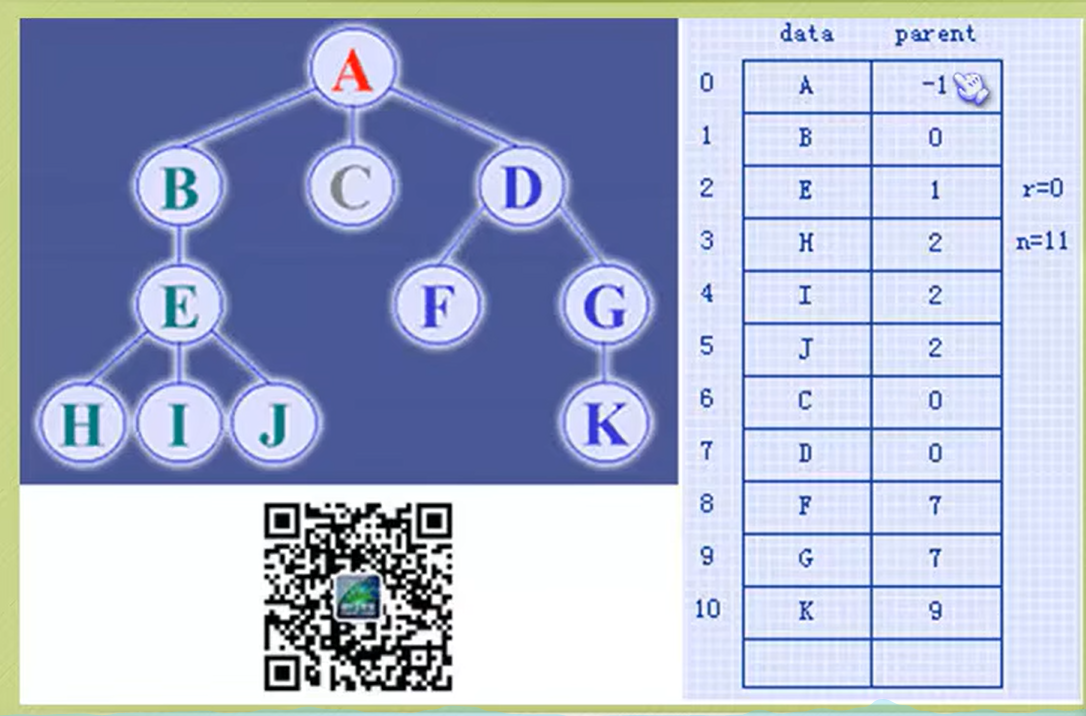 A
B C D
E F G
H I J K
data parent
0 A -1
1 B 0
2 E 1 r=0
3 H 2 n=11
4 I 2
5 J 2
6 C 0
7 D 0
8 F 7
9 G 7
10 K 9